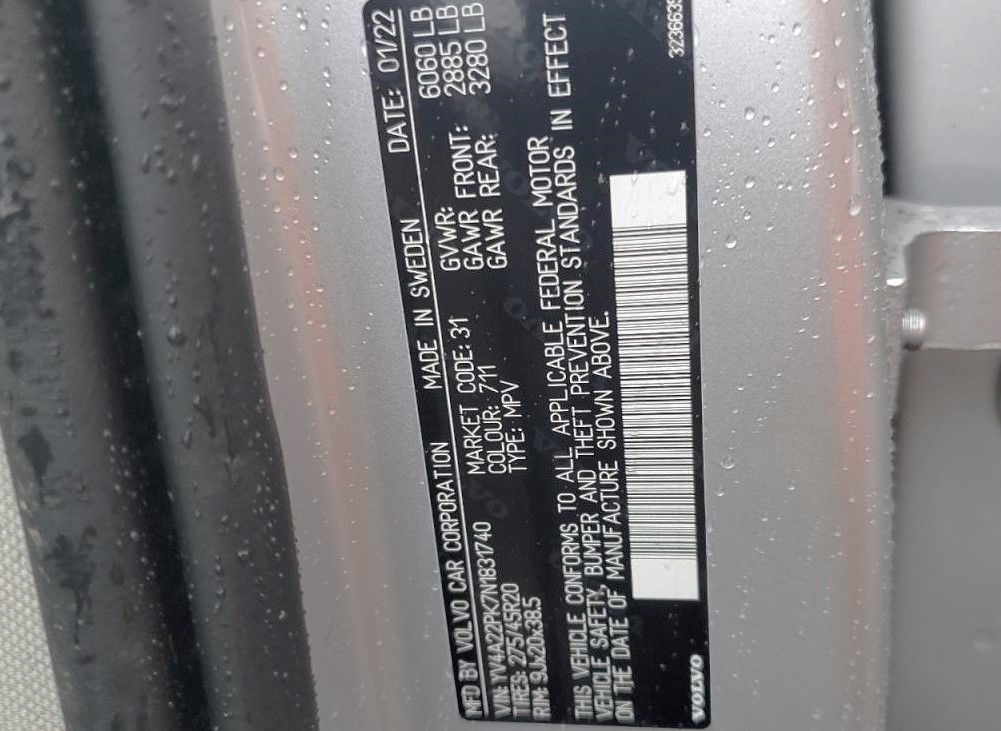 MFD BY VOLVO CAR CORPORATION MADE IN SWEDEN DATE: 01/22
VIN: YV4A22PK7N1831740 MARKET CODE: 31 GVWR: 6060 LB
TIRES: 275/45R20 COLOUR: 711 GAWR FRONT: 2885 LB
RIM: 9Jx20x38.5 TYPE: MPV GAWR REAR: 3280 LB
THIS VEHICLE CONFORMS TO ALL APPLICABLE FEDERAL MOTOR
VEHICLE SAFETY, BUMPER AND THEFT PREVENTION STANDARDS IN EFFECT
ON THE DATE OF MANUFACTURE SHOWN ABOVE.
VOLVO